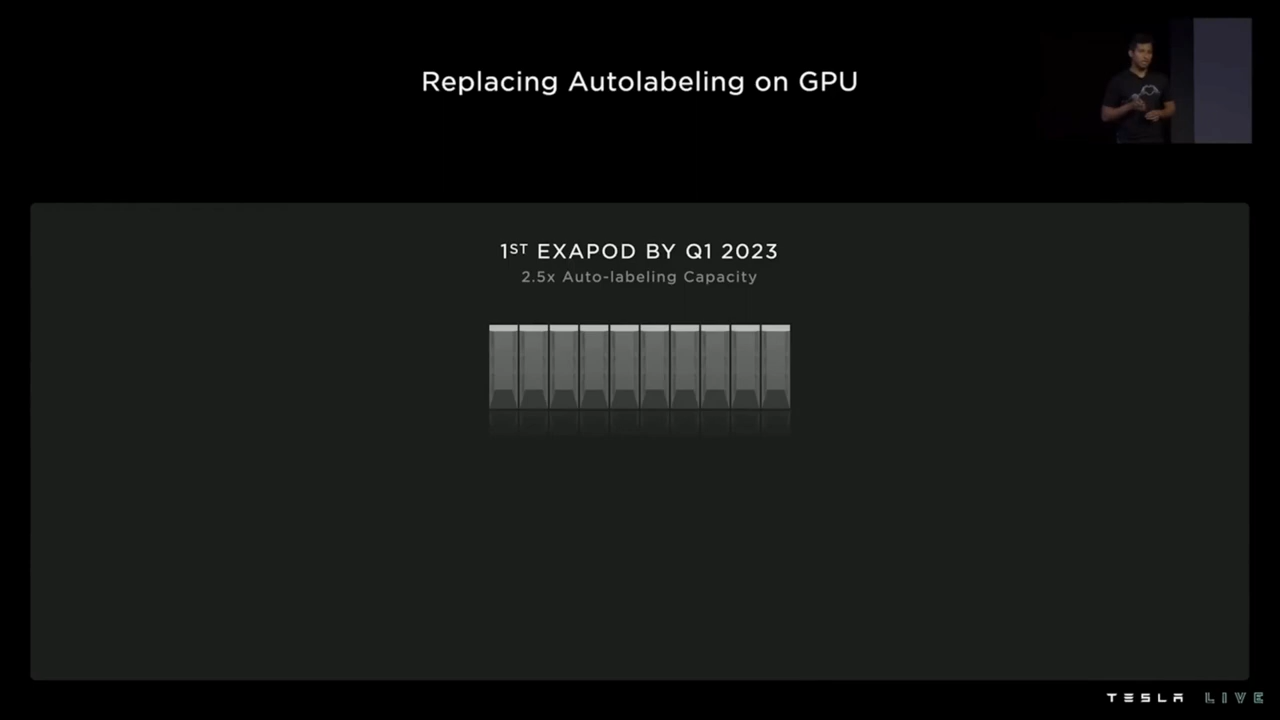 Replacing Autolabeling on GPU
1ST EXAPOD BY Q1 2023
2.5x Auto-labeling Capacity
TESLA LIVE